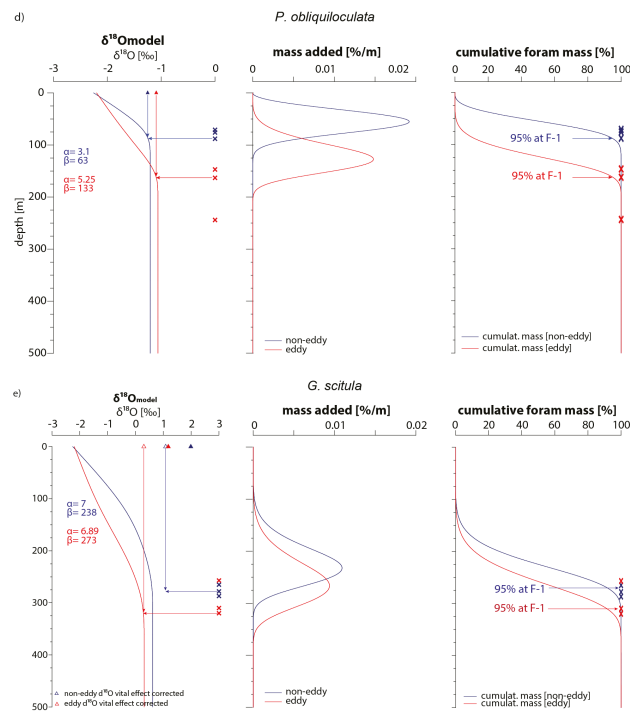 d)
P. obliquiloculata
δ¹⁸Omodel
δ¹⁸O [‰]
-3 -2 -1 0
mass added [%/m]
0 0.01 0.02
cumulative foram mass [%]
0 20 40 60 80 100
depth [m]
0
100
200
300
400
500
α= 3.1
β= 63
α= 5.25
β= 133
non-eddy
eddy
95% at F-1
95% at F-1
cumulat. mass [non-eddy]
cumulat. mass [eddy]
e)
G. scitula
δ¹⁸Omodel
δ¹⁸O [‰]
-3 -2 -1 0 1 2 3
mass added [%/m]
0 0.01 0.02
cumulative foram mass [%]
0 20 40 60 80 100
0
100
200
300
400
500
α= 7
β= 238
α= 6.89
β= 273
non-eddy d¹⁸O vital effect corrected
eddy d¹⁸O vital effect corrected
non-eddy
eddy
95% at F-1
95% at F-1
cumulat. mass [non-eddy]
cumulat. mass [eddy]